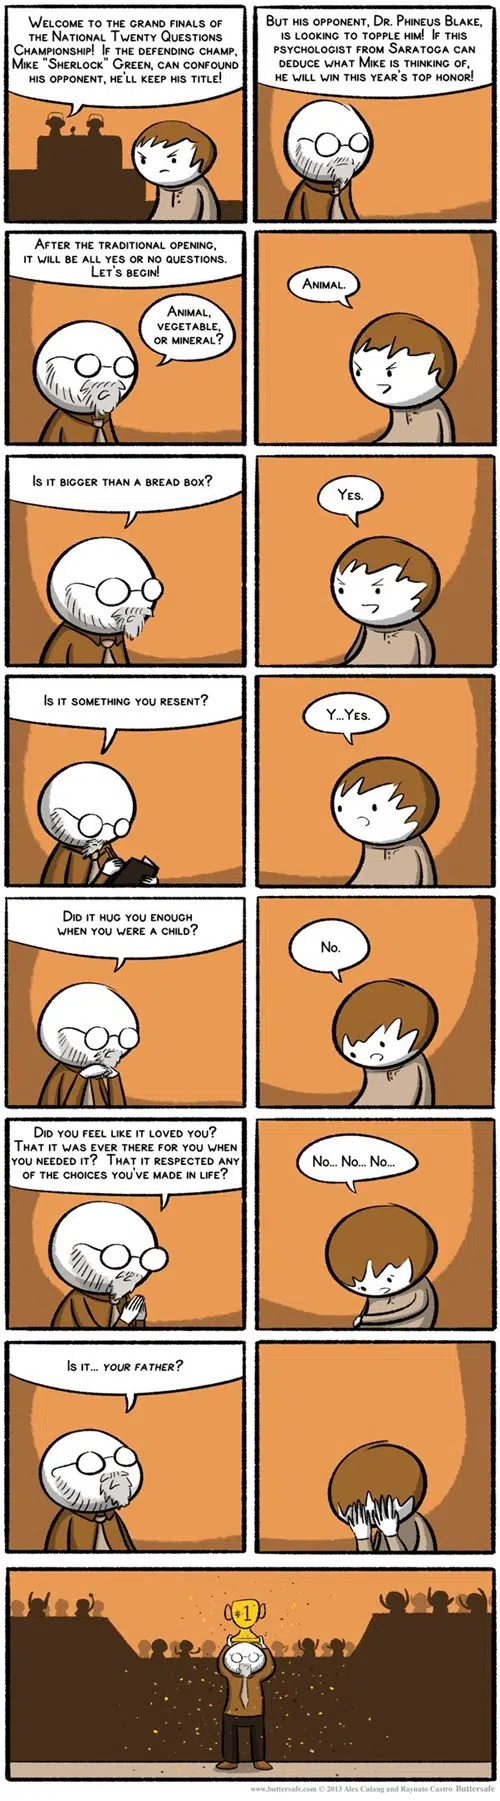 Welcome to the grand finals of
the National Twenty Questions
Championship! If the defending champ,
Mike "Sherlock" Green, can confound
his opponent, he'll keep his title!
But his opponent, Dr. Phineus Blake,
is looking to topple him! If this
psychologist from Saratoga can
deduce what Mike is thinking of,
he will win this year's top honor!
After the traditional opening,
it will be all yes or no questions.
Let's begin!
Animal,
vegetable,
or mineral?
Animal.
Is it bigger than a bread box?
Yes.
Is it something you resent?
Y...Yes.
Did it hug you enough
when you were a child?
No.
Did you feel like it loved you?
That it was ever there for you when
you needed it? That it respected any
of the choices you've made in life?
No... No... No...
Is it... your father?
#1
www.buttersafe.com © 2013 Alex Culang and Raynato Castro Buttersafe